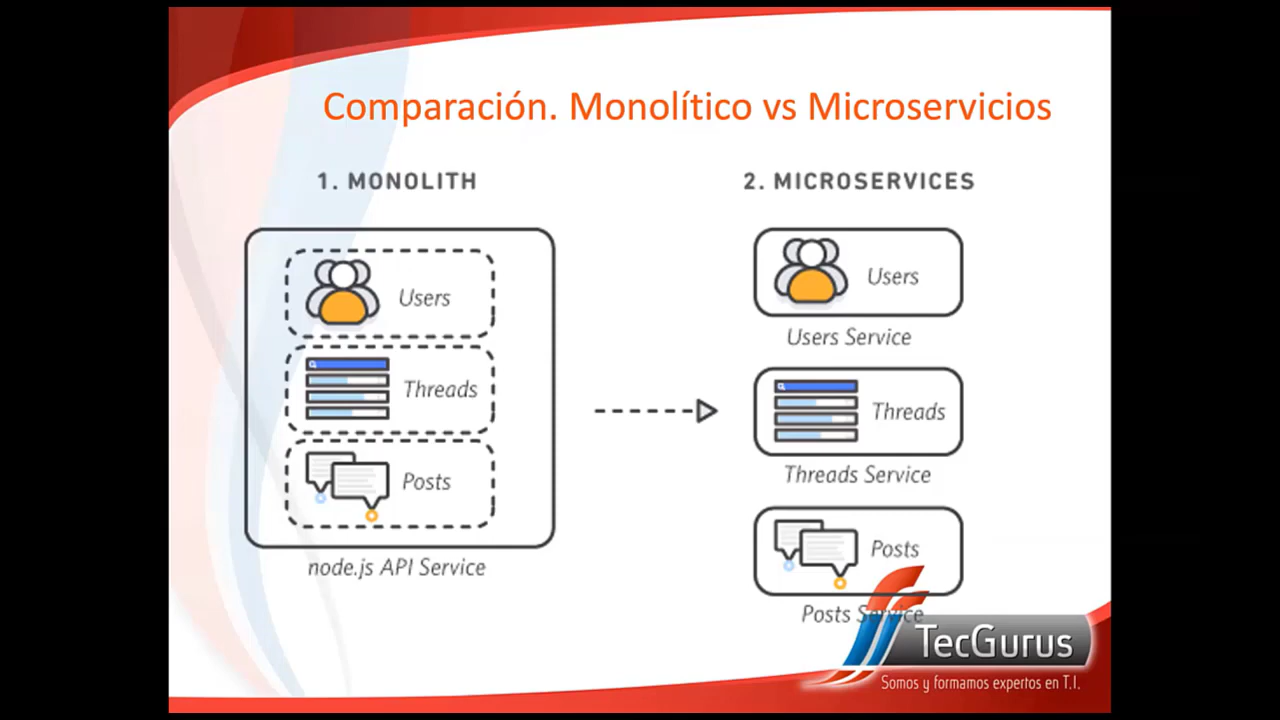 Comparación. Monolítico vs Microservicios
1. MONOLITH
Users
Threads
Posts
node.js API Service
2. MICROSERVICES
Users
Users Service
Threads
Threads Service
Posts
Posts Service
TecGurus
Somos y formamos expertos en T.I.